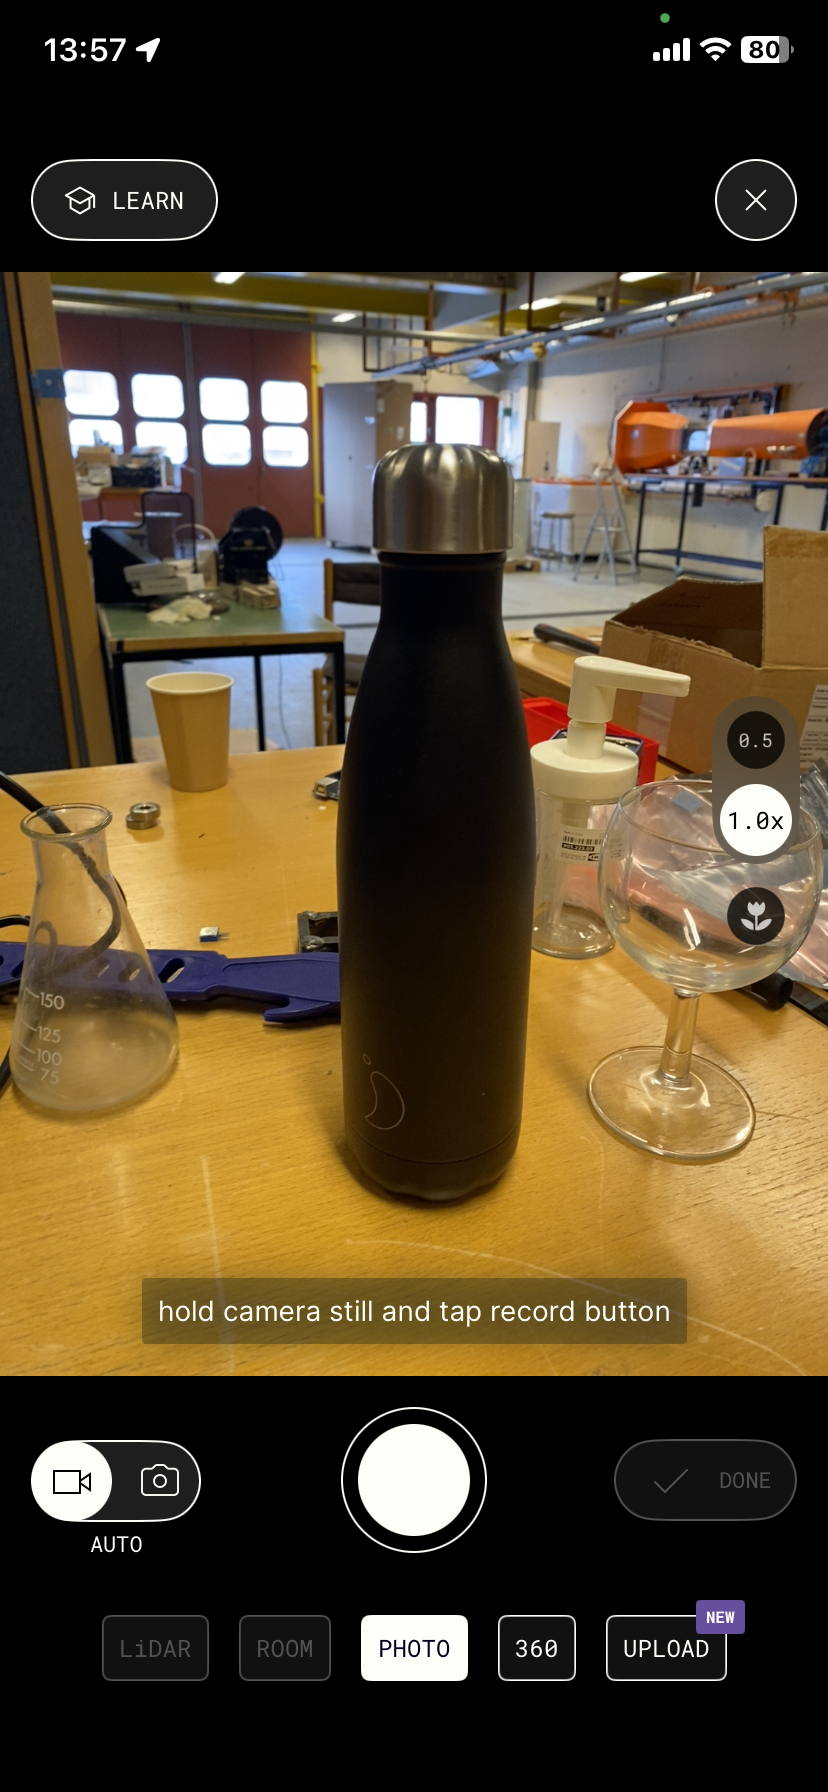 13:57
80
LEARN
0.5
1.0x
150
125
100
75
hold camera still and tap record button
AUTO
DONE
NEW
LiDAR
ROOM
PHOTO
360
UPLOAD